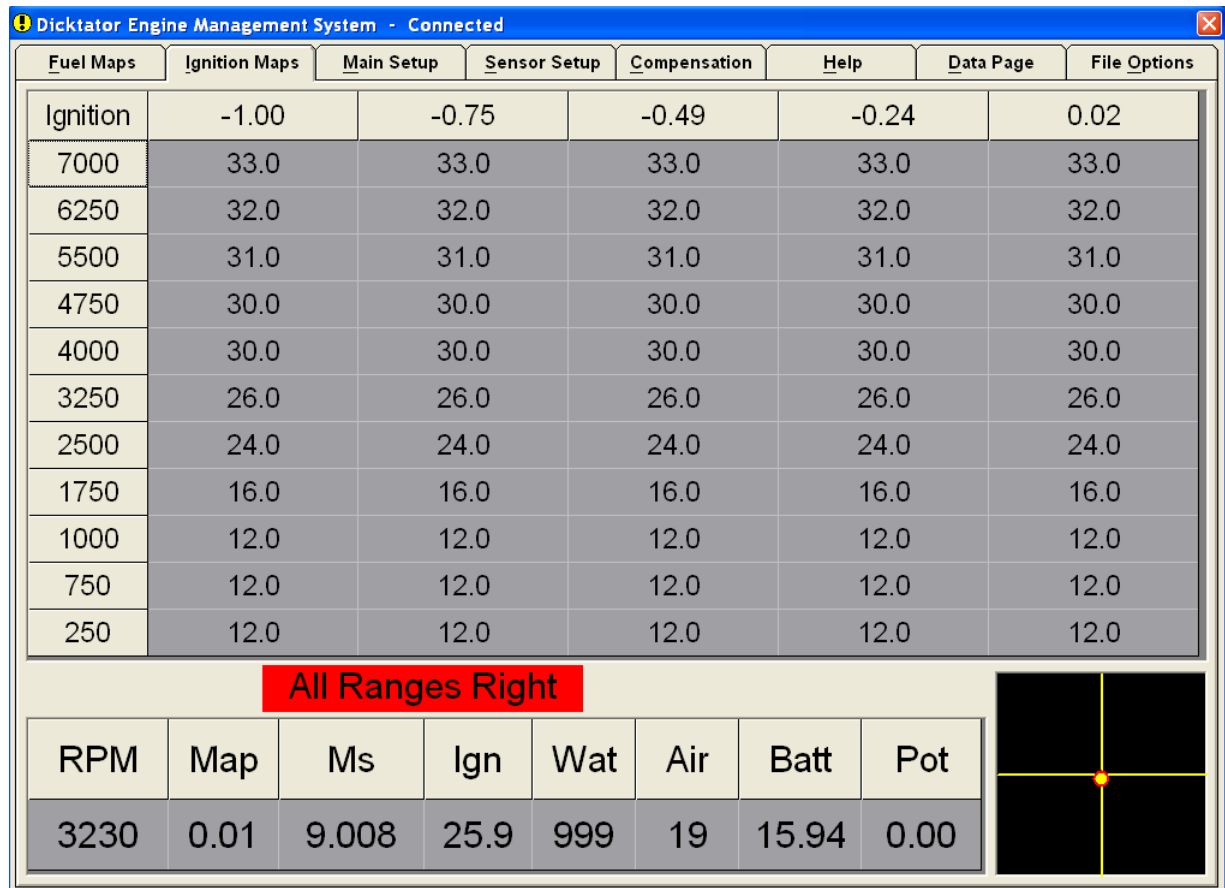 Dicktator Engine Management System - Connected
Fuel Maps Ignition Maps Main Setup Sensor Setup Compensation Help Data Page File Options
Ignition -1.00 -0.75 -0.49 -0.24 0.02
7000 33.0 33.0 33.0 33.0 33.0
6250 32.0 32.0 32.0 32.0 32.0
5500 31.0 31.0 31.0 31.0 31.0
4750 30.0 30.0 30.0 30.0 30.0
4000 30.0 30.0 30.0 30.0 30.0
3250 26.0 26.0 26.0 26.0 26.0
2500 24.0 24.0 24.0 24.0 24.0
1750 16.0 16.0 16.0 16.0 16.0
1000 12.0 12.0 12.0 12.0 12.0
750 12.0 12.0 12.0 12.0 12.0
250 12.0 12.0 12.0 12.0 12.0
All Ranges Right
RPM Map Ms Ign Wat Air Batt Pot
3230 0.01 9.008 25.9 999 19 15.94 0.00